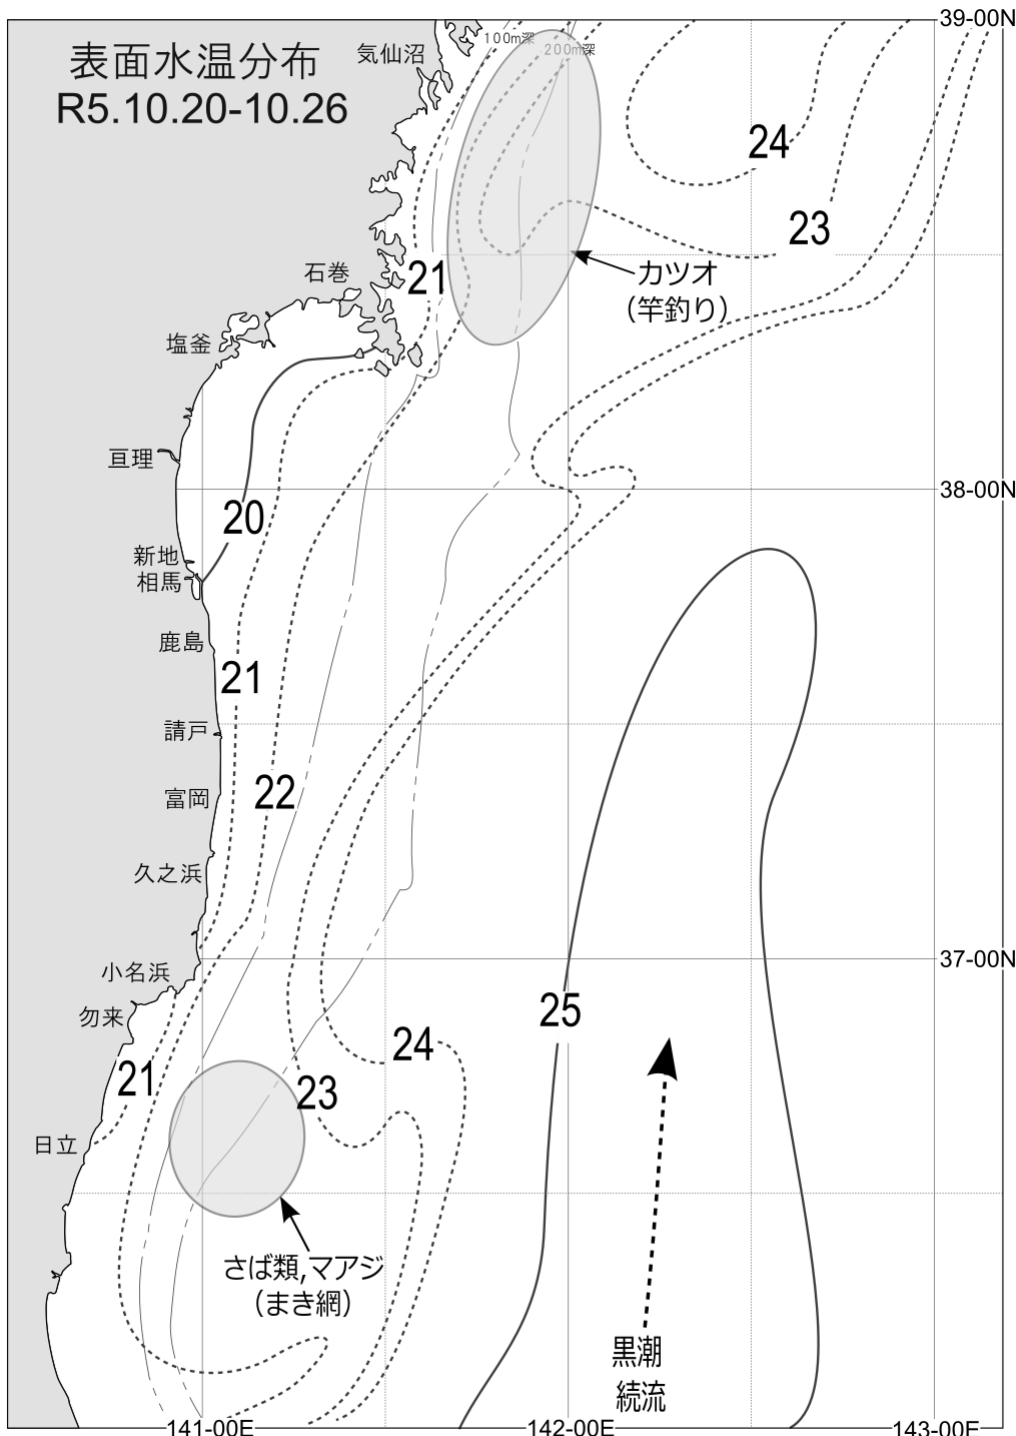 39-00N
表面水温分布
R5.10.20-10.26
気仙沼
100m深
200m深
24
23
石巻
21
カツオ
(竿釣り)
塩釜
亘理
38-00N
20
新地
相馬
鹿島
21
請戸
22
富岡
久之浜
37-00N
小名浜
勿来
25
24
21
23
日立
さば類,マアジ
(まき網)
黒潮
続流
141-00E
142-00E
143-00E